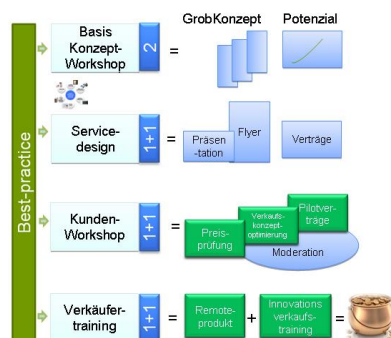 GrobKonzept Potenzial
Basis
Konzept-
Workshop
2
=
Best-practice
Service-
design
1+1
=
Präsen
-tation
Flyer
Verträge
Kunden-
Workshop
1+1
=
Preis-
prüfung
Verkaufs-
konzept-
optimierung
Pilotver-
träge
Moderation
Verkäufer-
training
1+1
=
Remote-
produkt
+
Innovations
verkaufs-
training
=